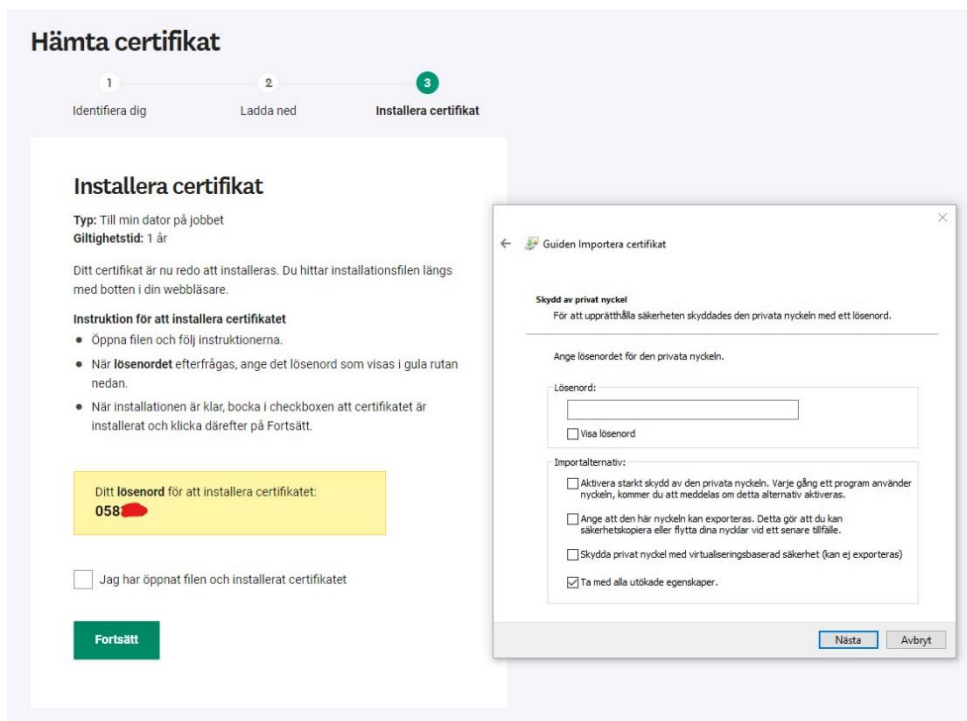 Hämta certifikat
1
2
3
Identifiera dig
Ladda ned
Installera certifikat
Installera certifikat
Typ: Till min dator på jobbet
Giltighetstid: 1 år
Ditt certifikat är nu redo att installeras. Du hittar installationsfilen längs
med botten i din webbläsare.
Instruktion för att installera certifikatet
Öppna filen och följ instruktionerna.
När lösenordet efterfrågas, ange det lösenord som visas i gula rutan
nedan.
När installationen är klar, bocka i checkboxen att certifikatet är
installerat och klicka därefter på Fortsätt.
Ditt lösenord för att installera certifikatet:
058
Jag har öppnat filen och installerat certifikatet
Fortsätt
Guiden Importera certifikat
Skydd av privat nyckel
För att upprätthålla säkerheten skyddades den privata nyckeln med ett lösenord.
Ange lösenordet för den privata nyckeln.
Lösenord:
Visa lösenord
Importalternativ:
Aktivera starkt skydd av den privata nyckeln. Varje gång ett program använder
nyckeln, kommer du att meddelas om detta alternativ aktiveras.
Ange att den här nyckeln kan exporteras. Detta gör att du kan
säkerhetskopiera eller flytta dina nycklar vid ett senare tillfälle.
Skydda privat nyckel med virtualiseringsbaserad säkerhet (kan ej exporteras)
Ta med alla utökade egenskaper.
Nästa
Avbryt